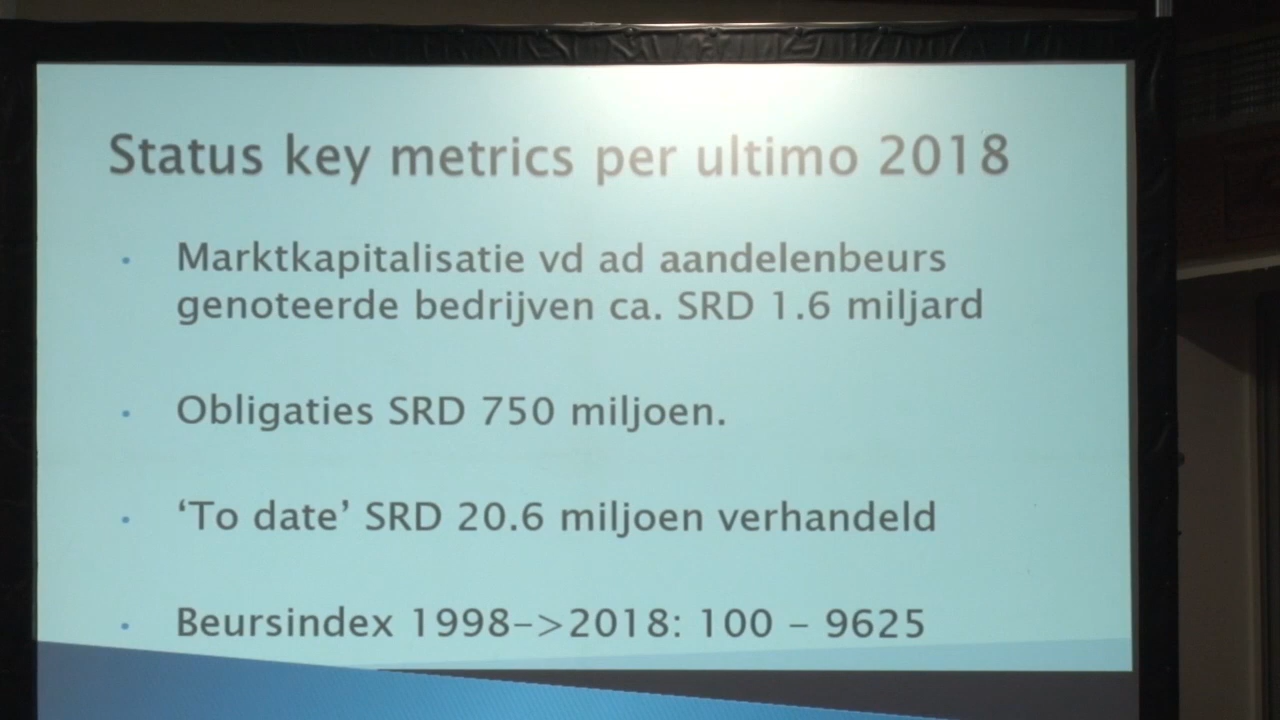 Status key metrics per ultimo 2018
Marktkapitalisatie vd ad aandelenbeurs
genoteerde bedrijven ca. SRD 1.6 miljard
Obligaties SRD 750 miljoen.
‘To date’ SRD 20.6 miljoen verhandeld
Beursindex 1998->2018: 100 – 9625